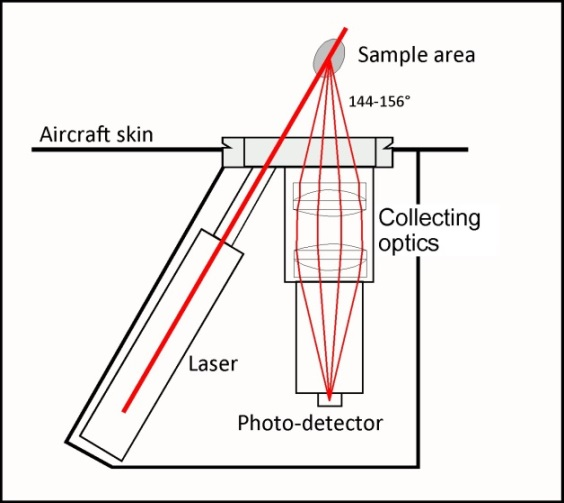 Sample area
144-156°
Aircraft skin
Collecting
optics
Laser
Photo-detector